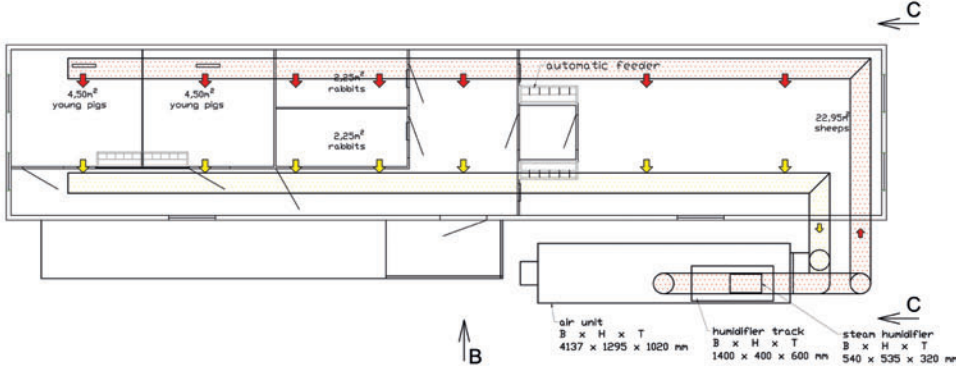 C
automatic feeder
4,50m²
young pigs
4,50m²
young pigs
2,25m²
rabbits
2,25m²
rabbits
22,95m²
sheeps
C
B
air unit
B x H x T
4137 x 1295 x 1020 mm
humidifier track
B x H x T
1400 x 400 x 600 mm
steam humidifier
B x H x T
540 x 535 x 320 mm